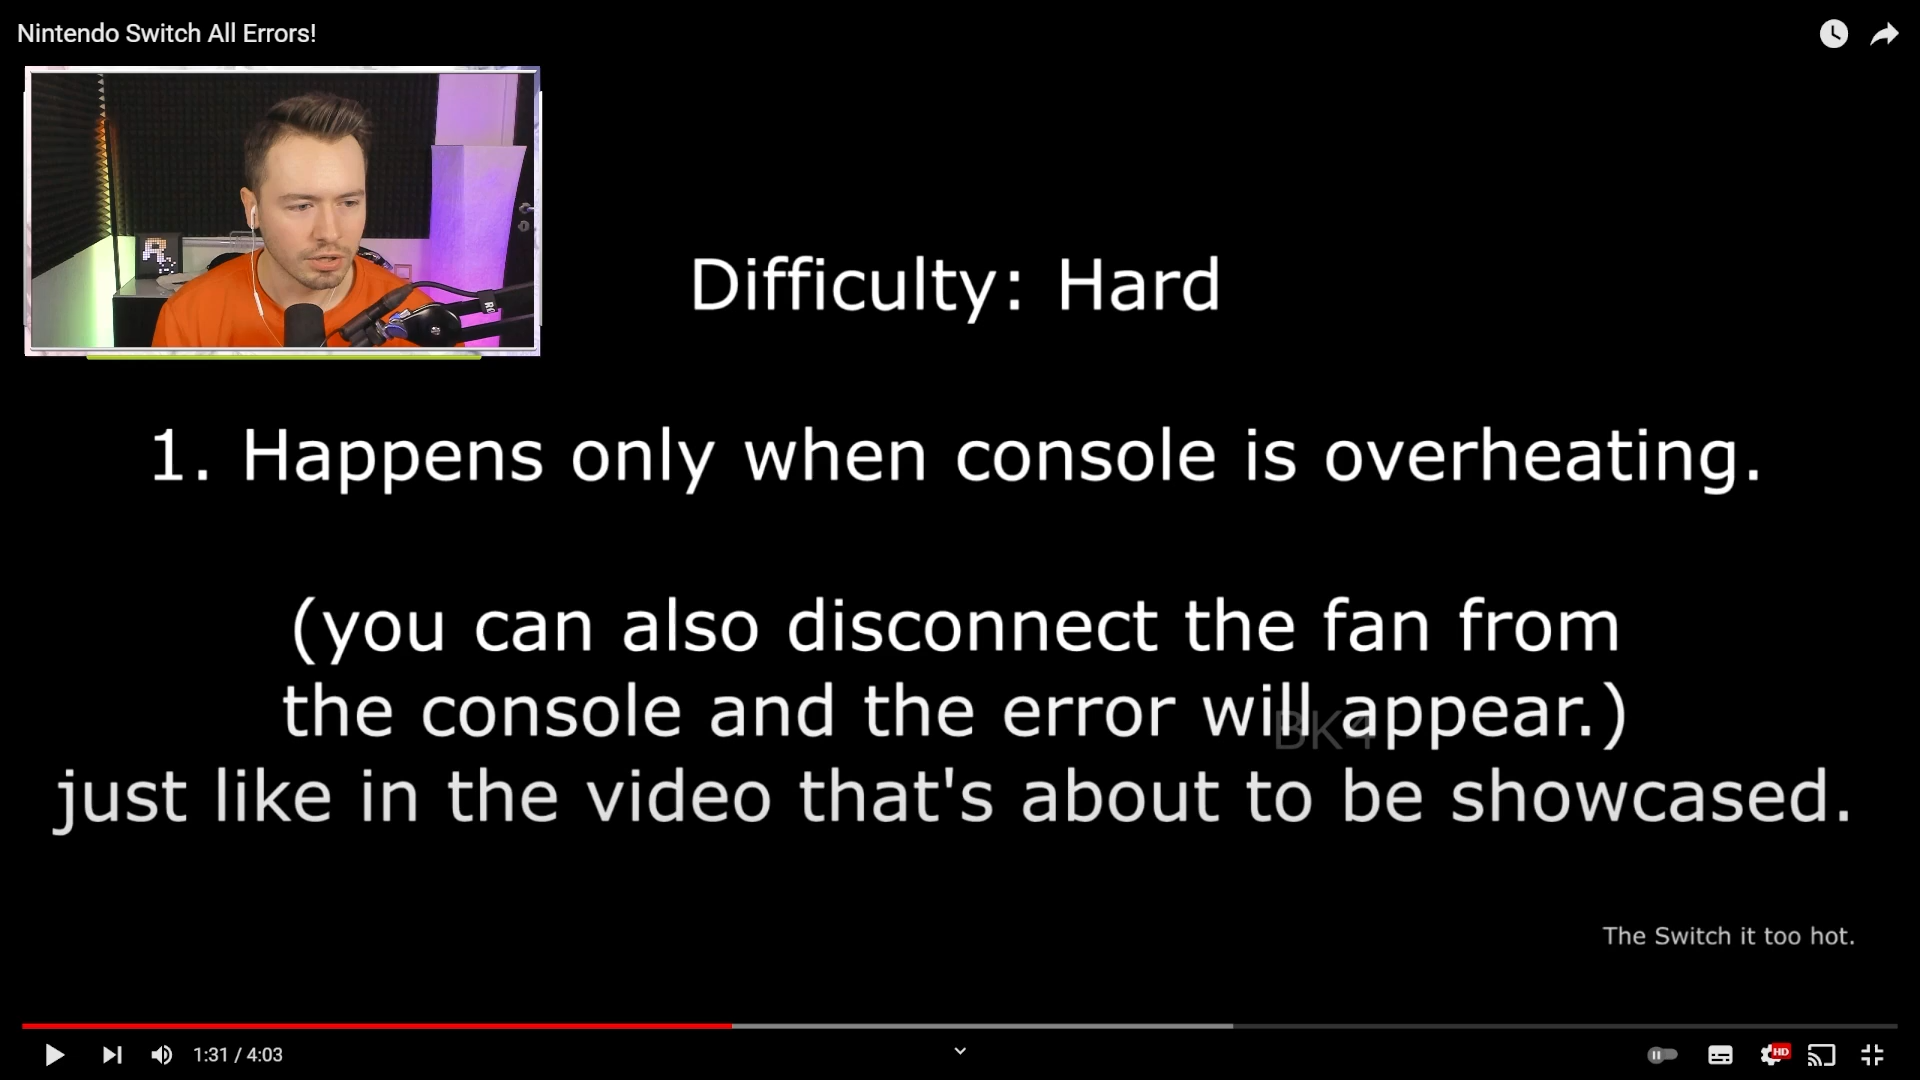 Nintendo Switch All Errors!
Difficulty: Hard
1. Happens only when console is overheating.
(you can also disconnect the fan from
the console and the error will appear.)
BK4
just like in the video that's about to be showcased.
The Switch it too hot.
1:31 / 4:03
HD